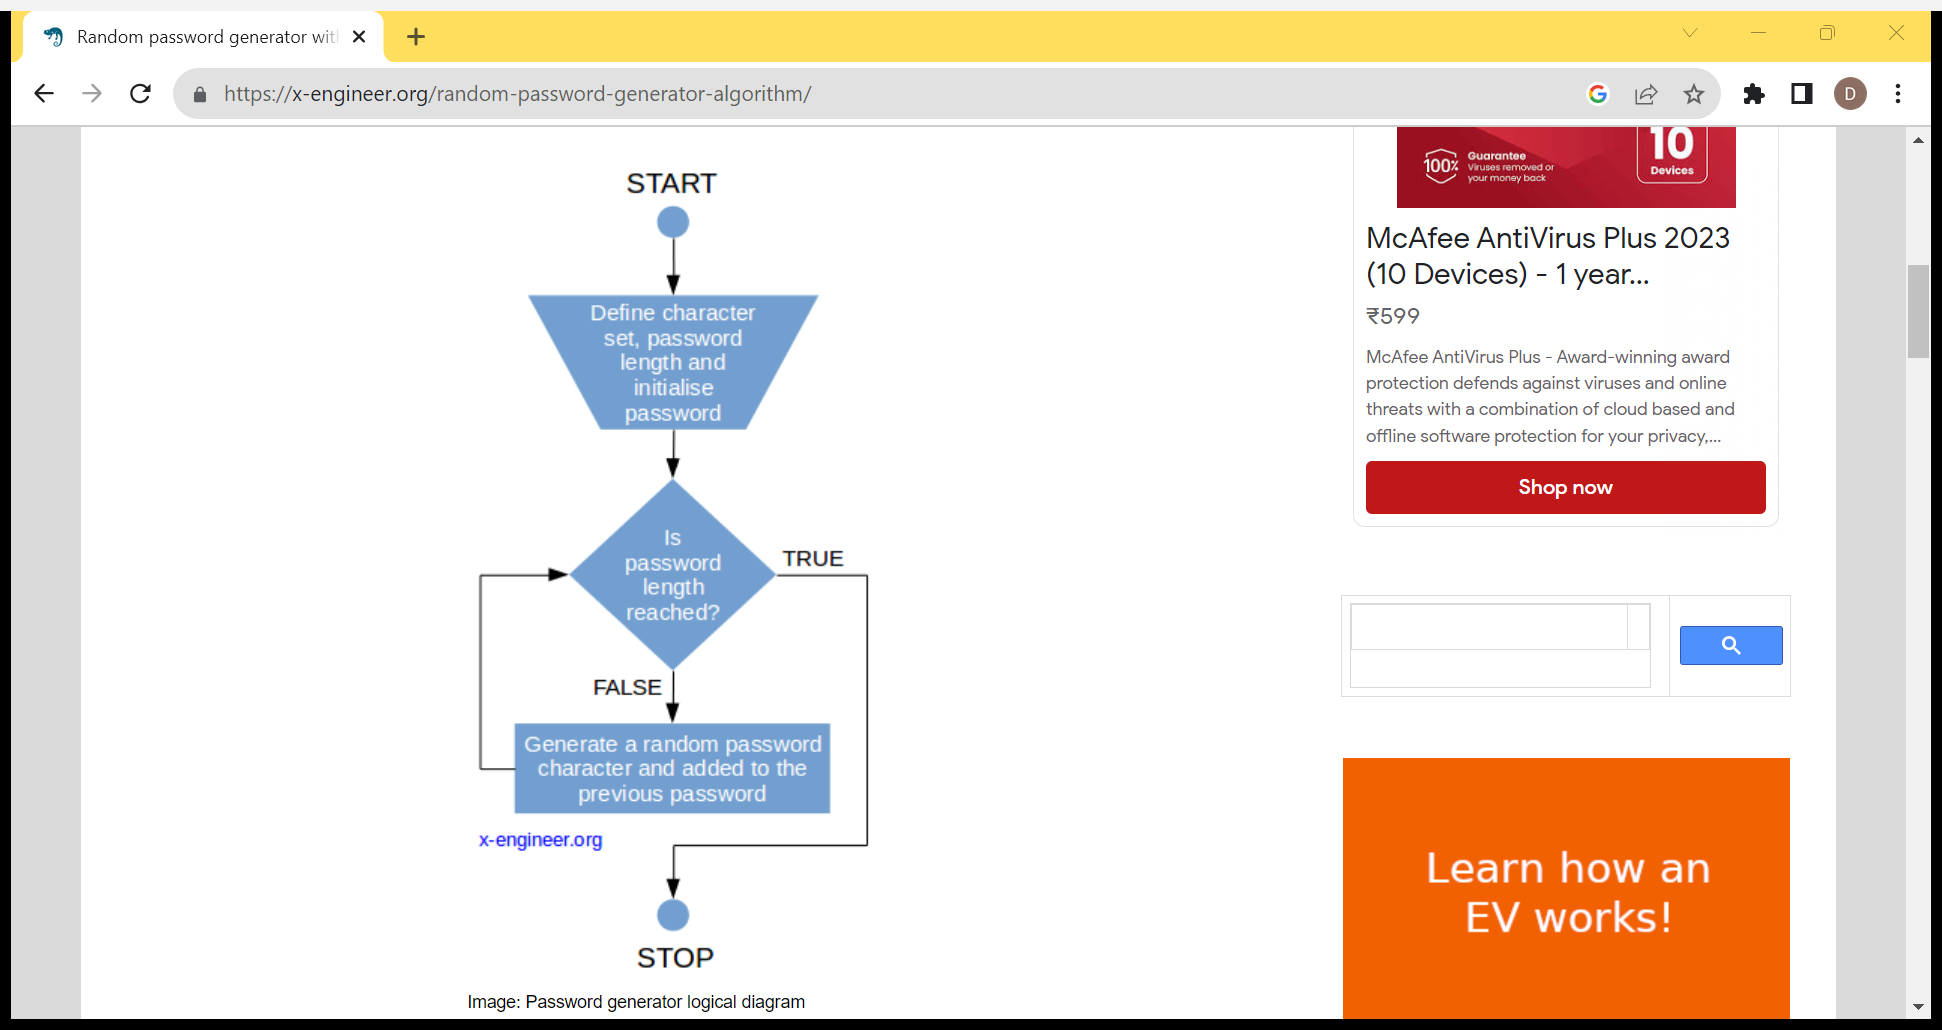 Random password generator wit
https://x-engineer.org/random-password-generator-algorithm/
D
START
Define character
set, password
length and
initialise
password
Is
password
length
reached?
TRUE
FALSE
Generate a random password
character and added to the
previous password
x-engineer.org
STOP
Image: Password generator logical diagram
100%
Guarantee
Viruses removed or
your money back
10
Devices
McAfee AntiVirus Plus 2023
(10 Devices) - 1 year...
₹599
McAfee AntiVirus Plus - Award-winning award
protection defends against viruses and online
threats with a combination of cloud based and
offline software protection for your privacy,...
Shop now
Learn how an
EV works!